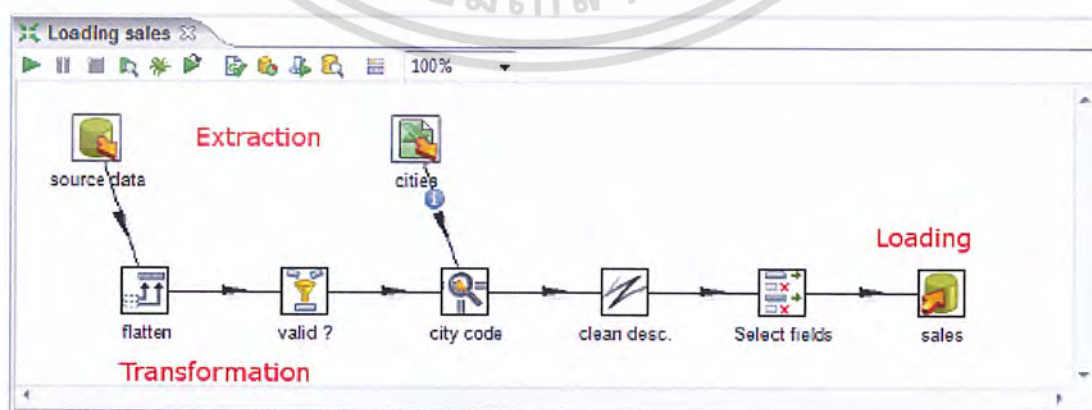 Loading sales
100%
Extraction
source data
cities
Loading
flatten
valid ?
city code
clean desc.
Select fields
sales
Transformation